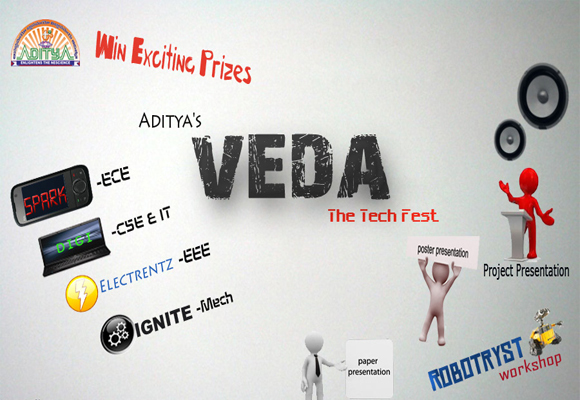 ADITYA
ENLIGHTENS THE NESCIENCE
Win Exciting Prizes
ADITYA'S
VEDA
The Tech Fest
SPARK -ECE
DIGI -CSE & IT
ELECTRENTZ -EEE
IGNITE -Mech
poster presentation
Project Presentation
paper
presentation
ROBOTRYST
workshop